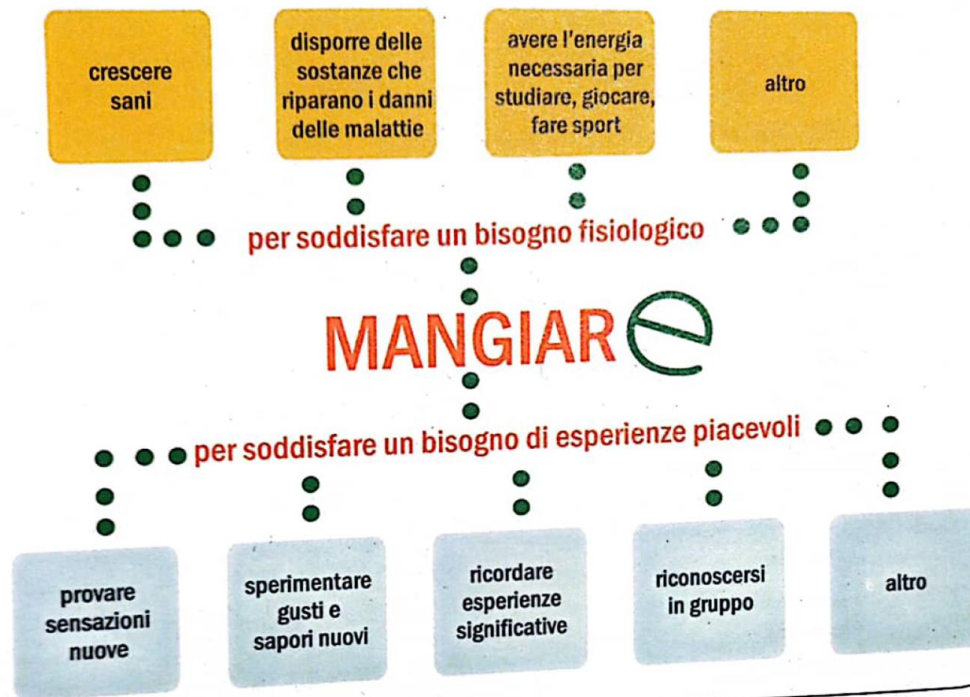 crescere
sani
disporre delle
sostanze che
riparano i danni
delle malattie
avere l'energia
necessaria per
studiare, giocare,
fare sport
altro
per soddisfare un bisogno fisiologico
MANGIARe
per soddisfare un bisogno di esperienze piacevoli
provare
sensazioni
nuove
sperimentare
gusti e
sapori nuovi
ricordare
esperienze
significative
riconoscersi
in gruppo
altro